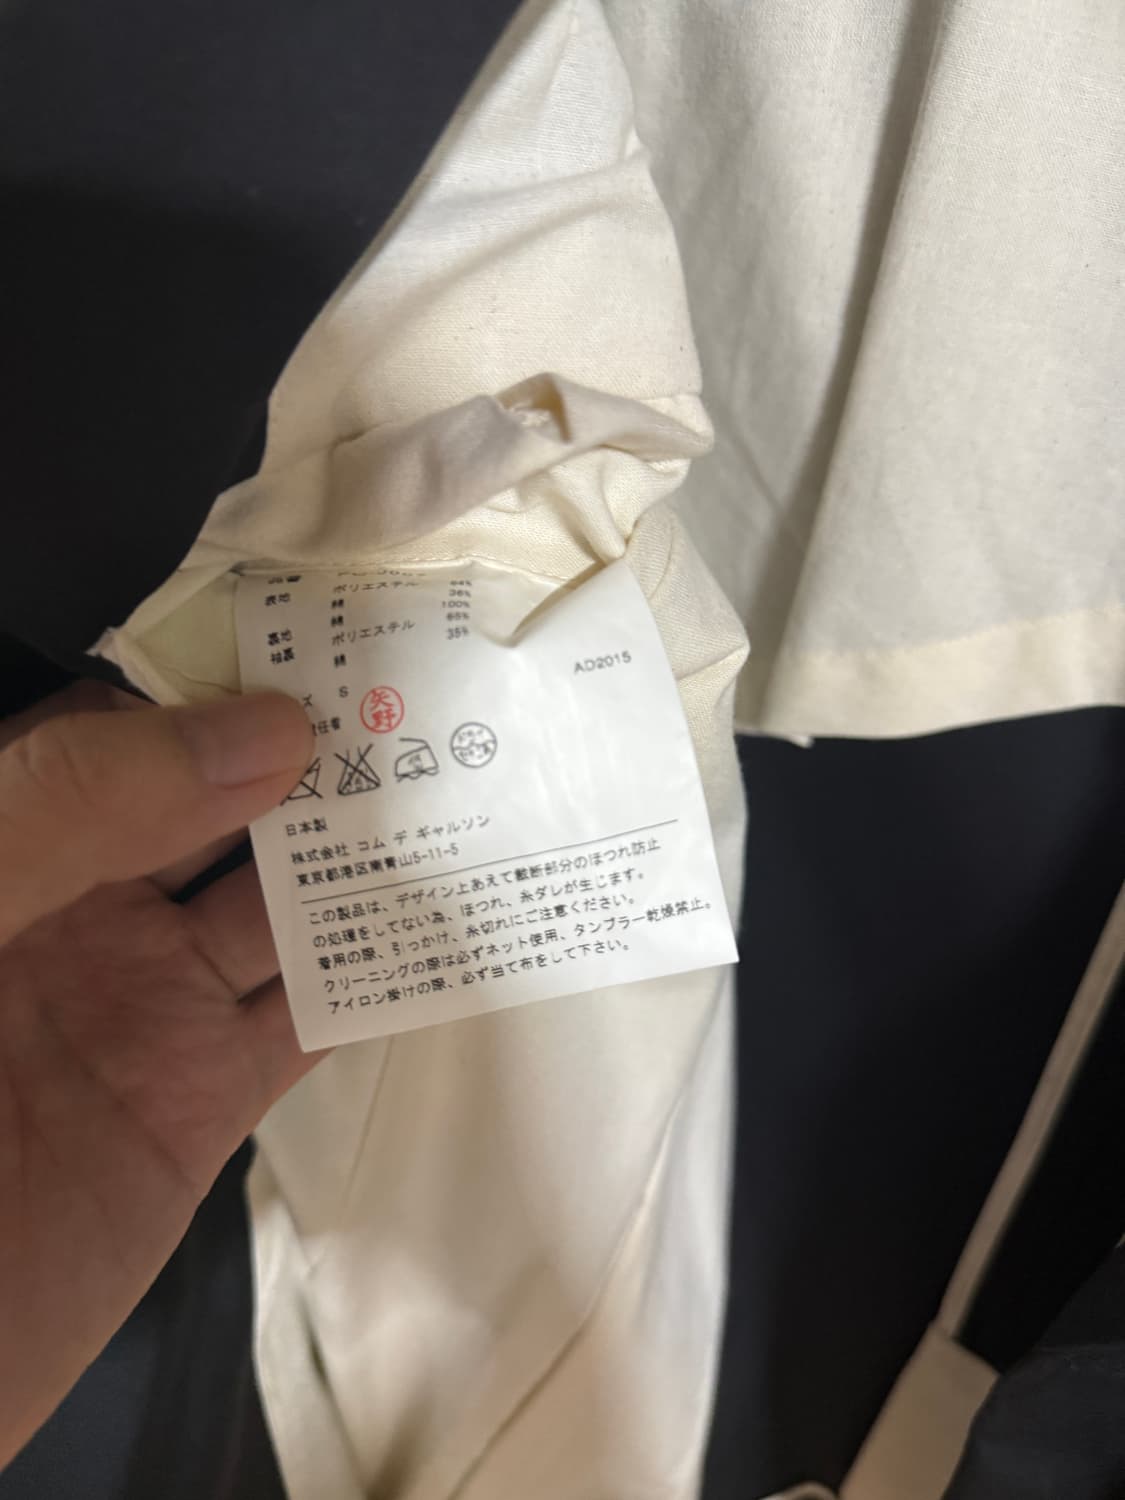 品番
表地 ポリエステル 64%
綿 36%
綿 100%
裏地 ポリエステル 65%
袖裏 綿 35%
AD2015
ズ S
責任者 矢野
日本製
株式会社 コム デ ギャルソン
東京都港区南青山5-11-5
この製品は、デザイン上あえて裁断部分のほつれ防止
の処理をしてない為、ほつれ、糸ダレが生じます。
着用の際、引っかけ、糸切れにご注意ください。
クリーニングの際は必ずネット使用、タンブラー乾燥禁止。
アイロン掛けの際、必ず当て布をして下さい。